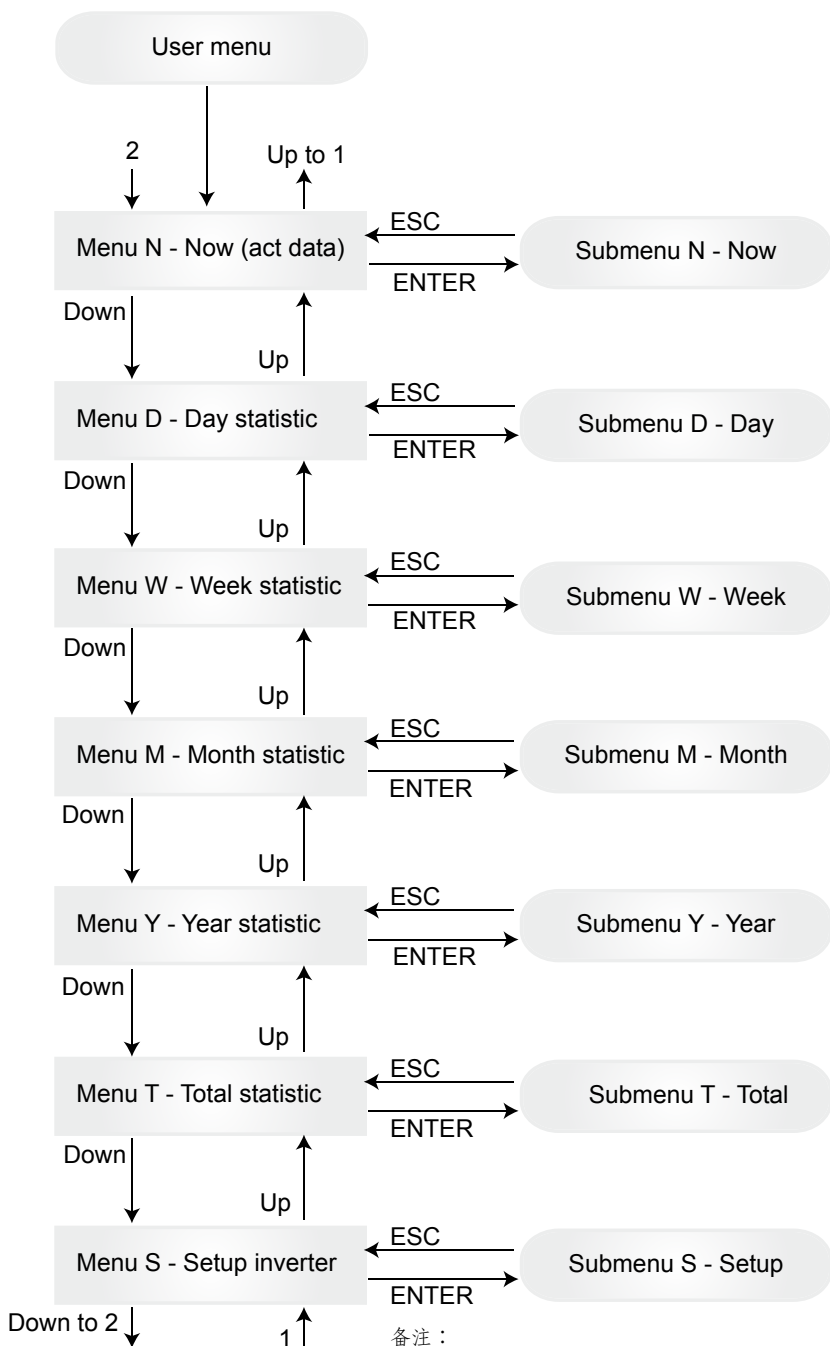 User menu
2
Up to 1
Menu N - Now (act data)
ESC
ENTER
Submenu N - Now
Down
Up
Menu D - Day statistic
ESC
ENTER
Submenu D - Day
Down
Up
Menu W - Week statistic
ESC
ENTER
Submenu W - Week
Down
Up
Menu M - Month statistic
ESC
ENTER
Submenu M - Month
Down
Up
Menu Y - Year statistic
ESC
ENTER
Submenu Y - Year
Down
Up
Menu T - Total statistic
ESC
ENTER
Submenu T - Total
Down
Up
Menu S - Setup inverter
ESC
ENTER
Submenu S - Setup
Down to 2
1
备注：